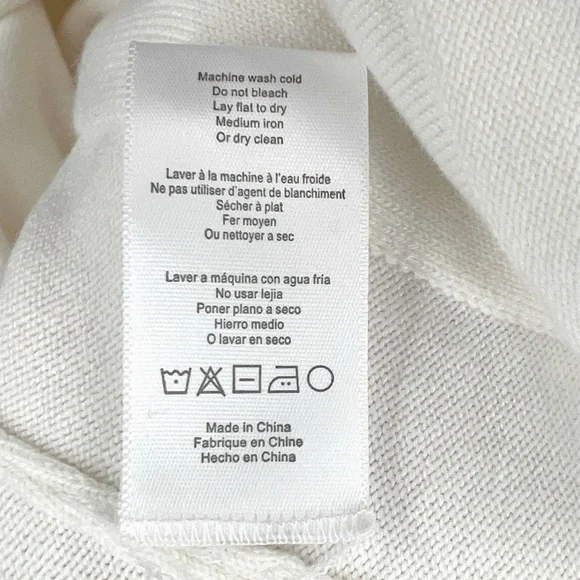 Machine wash cold
Do not bleach
Lay flat to dry
Medium iron
Or dry clean
Laver à la machine à l'eau froide
Ne pas utiliser d'agent de blanchiment
Sécher à plat
Fer moyen
Ou nettoyer a sec
Laver a máquina con agua fría
No usar lejia
Poner plano a seco
Hierro medio
O lavar en seco
Made in China
Fabrique en Chine
Hecho en China